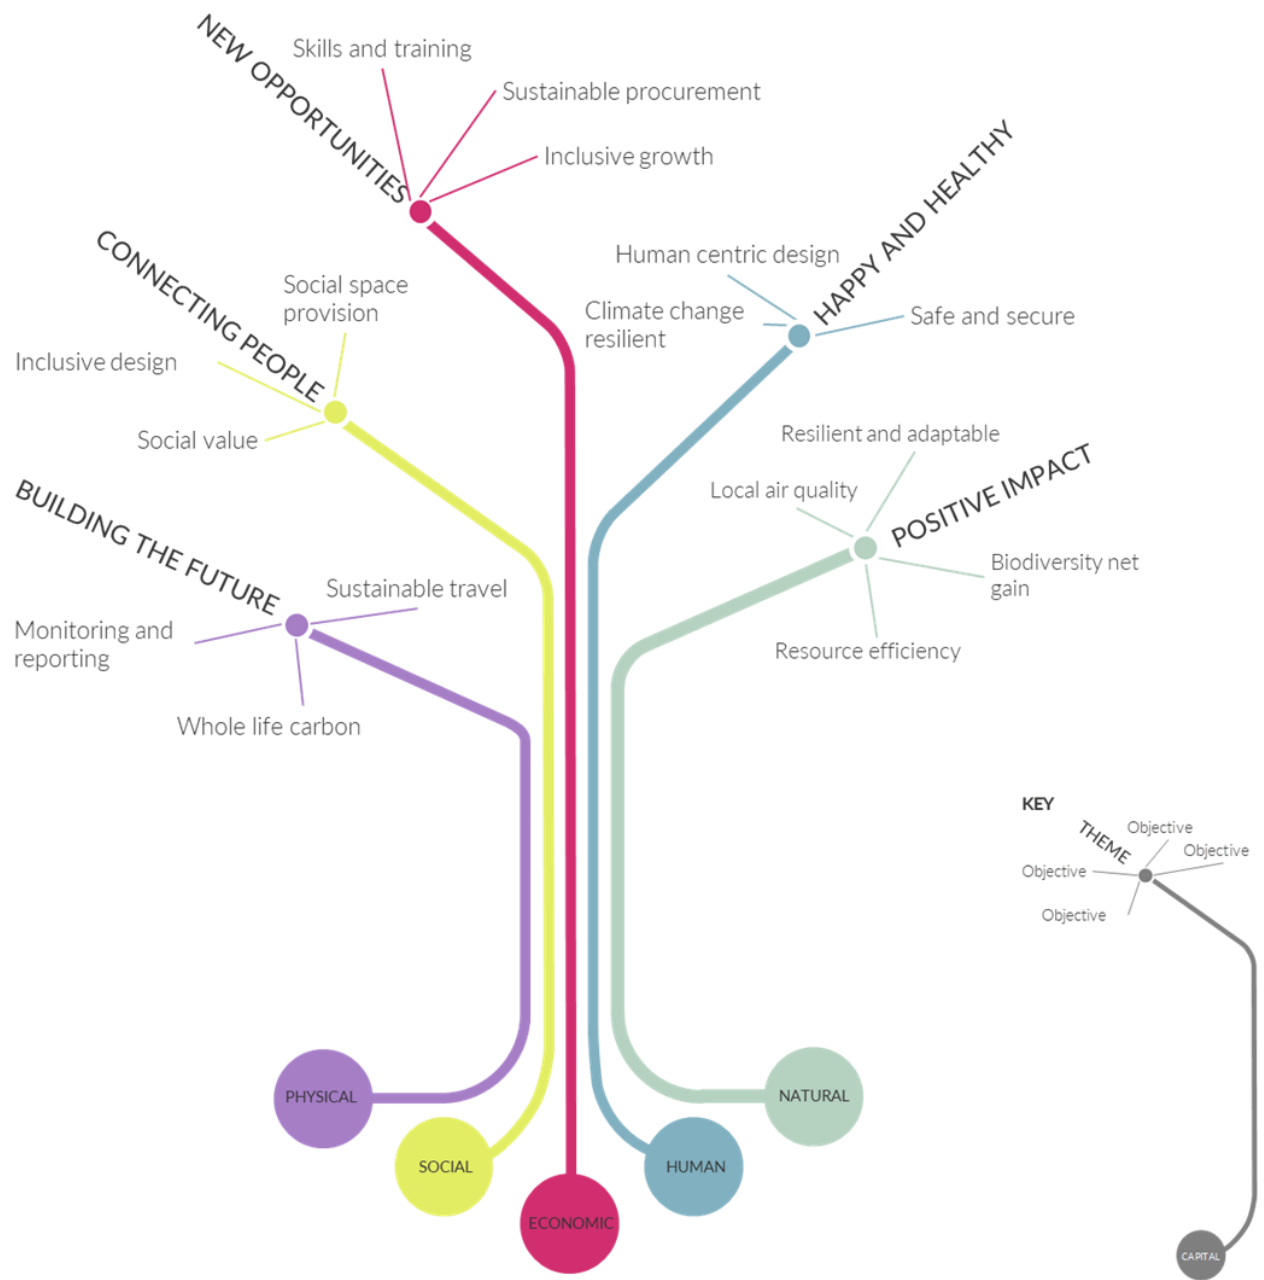 NEW OPPORTUNITIES
Skills and training
Sustainable procurement
Inclusive growth
HAPPY AND HEALTHY
Human centric design
Climate change
resilient
Safe and secure
CONNECTING PEOPLE
Social space
provision
Inclusive design
Social value
POSITIVE IMPACT
Resilient and adaptable
Local air quality
Biodiversity net
gain
Resource efficiency
BUILDING THE FUTURE
Sustainable travel
Monitoring and
reporting
Whole life carbon
KEY
THEME
Objective
Objective
Objective
Objective
CAPITAL
PHYSICAL
SOCIAL
ECONOMIC
HUMAN
NATURAL